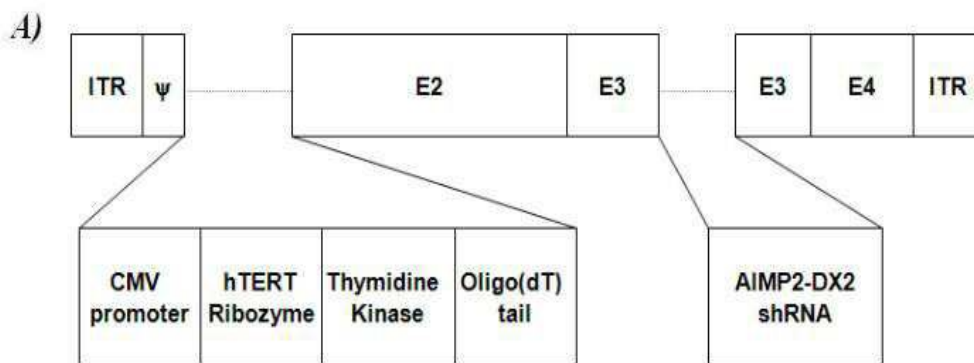 A)
ITR ψ E2 E3 E3 E4 ITR
CMV promoter
hTERT Ribozyme
Thymidine Kinase
Oligo(dT) tail
AIMP2-DX2 shRNA